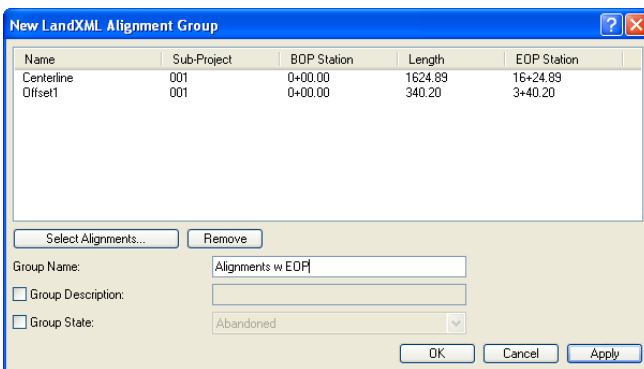 New LandXML Alignment Group
Name Sub-Project BOP Station Length EOP Station
Centerline 001 0+00.00 1624.89 16+24.89
Offset1 001 0+00.00 340.20 3+40.20
Select Alignments... Remove
Group Name: Alignments w EOP
Group Description:
Group State: Abandoned
OK Cancel Apply